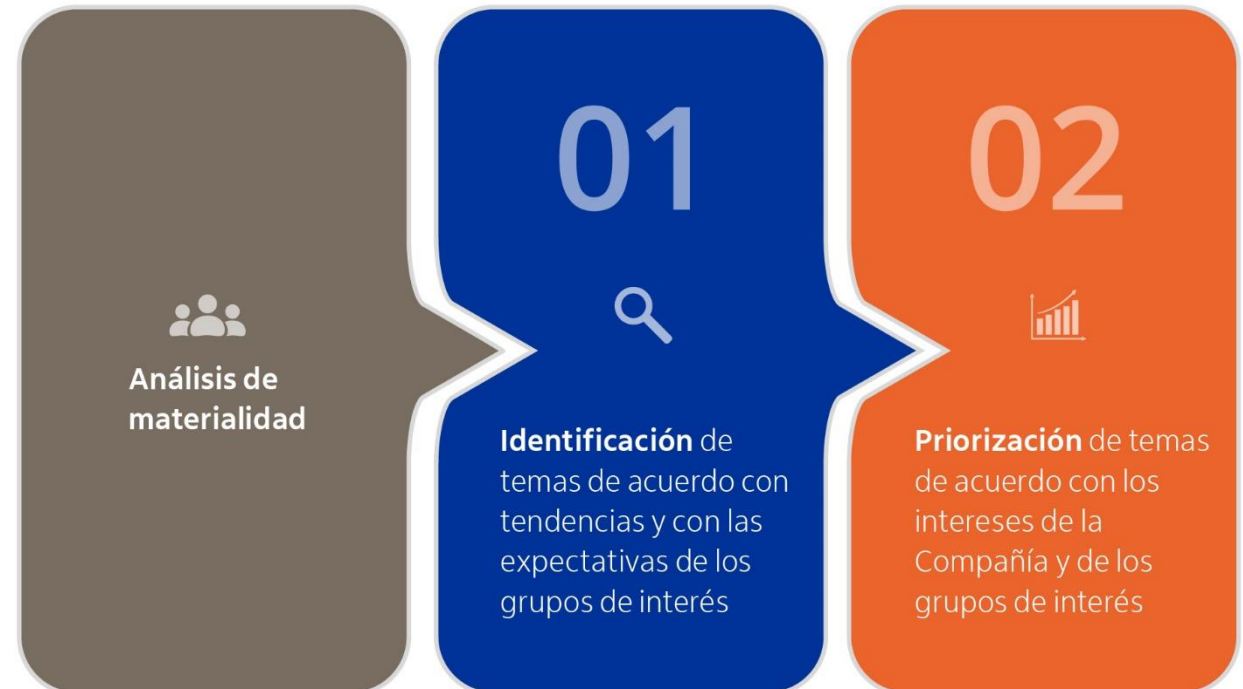 Análisis de
materialidad
01
Identificación de
temas de acuerdo con
tendencias y con las
expectativas de los
grupos de interés
02
Priorización de temas
de acuerdo con los
intereses de la
Compañía y de los
grupos de interés